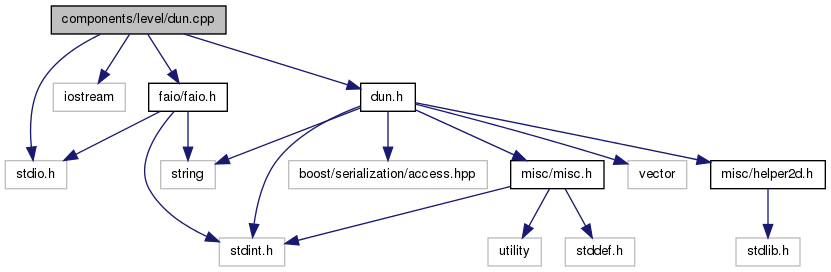 components/level/dun.cpp
iostream
faio/faio.h
dun.h
stdio.h
string
boost/serialization/access.hpp
misc/misc.h
vector
misc/helper2d.h
stdint.h
utility
stddef.h
stdlib.h